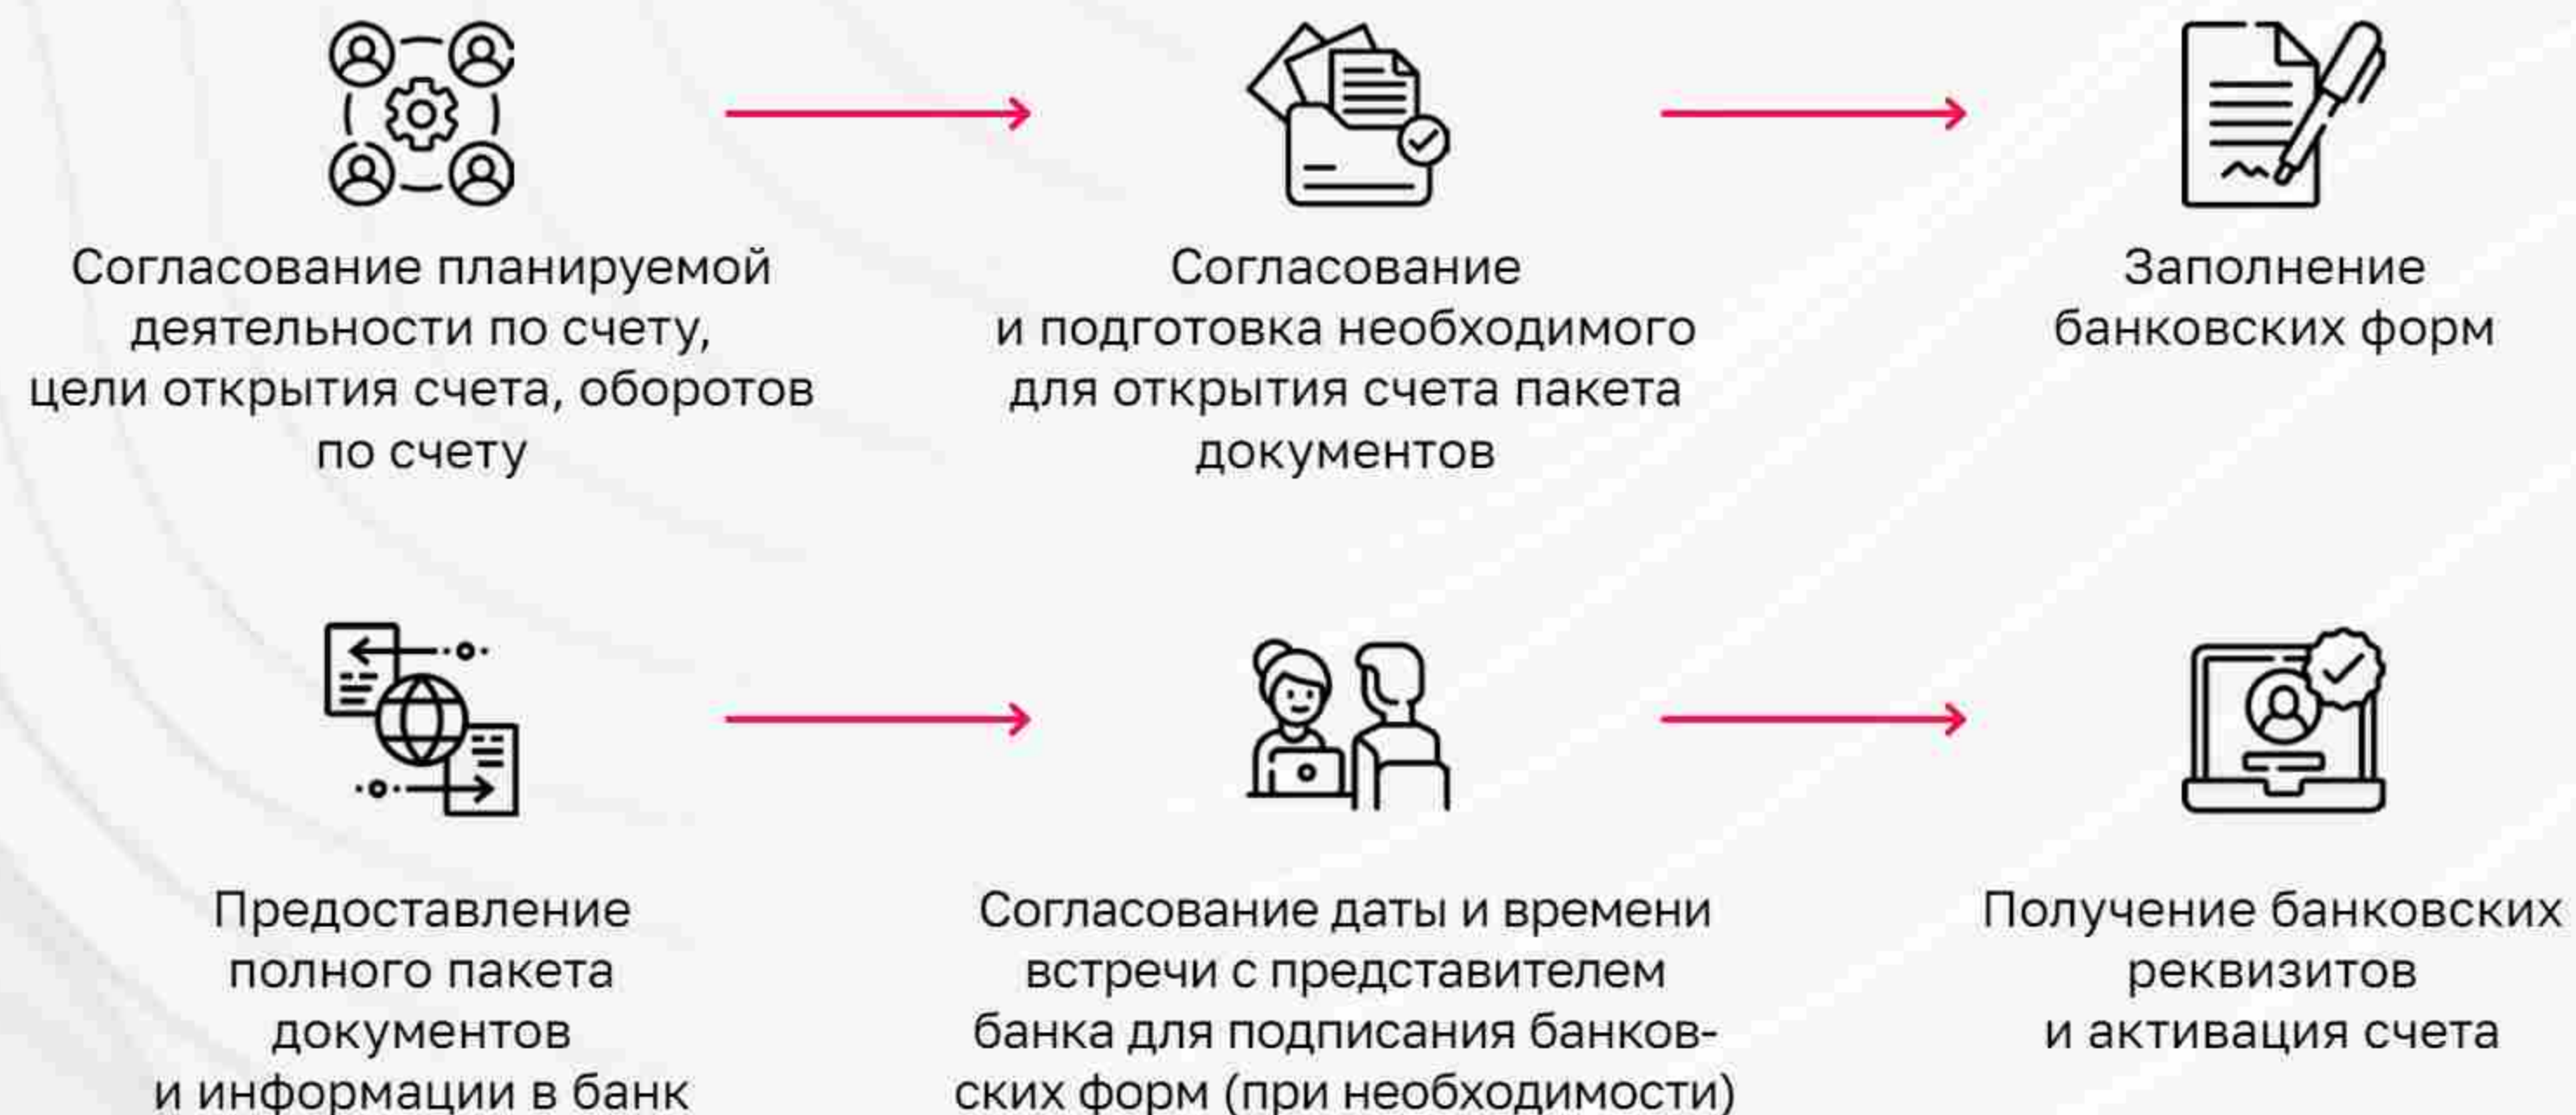 Согласование планируемой
деятельности по счету,
цели открытия счета, оборотов
по счету
Согласование
и подготовка необходимого
для открытия счета пакета
документов
Заполнение
банковских форм
Предоставление
полного пакета
документов
и информации в банк
Согласование даты и времени
встречи с представителем
банка для подписания банков-
ских форм (при необходимости)
Получение банковских
реквизитов
и активация счета